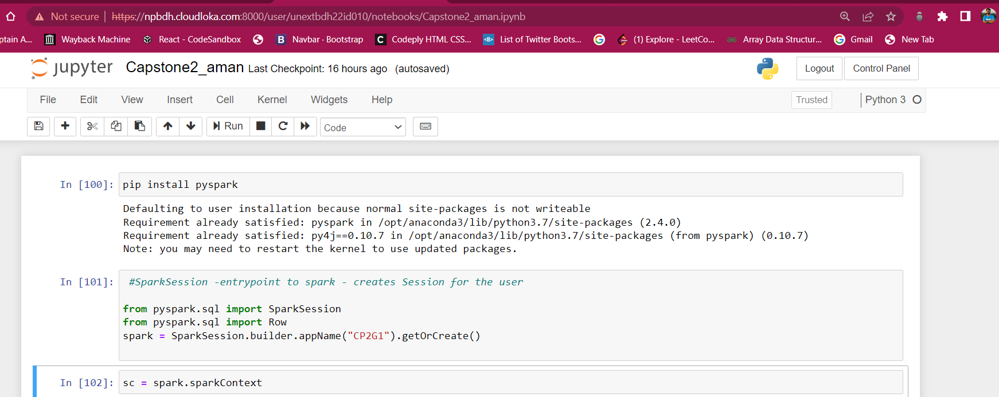 Not secure | https://npbdh.cloudloka.com:8000/user/unextbdh22id010/notebooks/Capstone2_aman.ipynb
ptain A... Wayback Machine React - CodeSandbox B Navbar · Bootstrap C Codeply HTML CSS... <B> List of Twitter Boots... (1) Explore - LeetCo... Array Data Structur... Gmail New Tab
jupyter Capstone2_aman Last Checkpoint: 16 hours ago (autosaved) Logout Control Panel
File Edit View Insert Cell Kernel Widgets Help Trusted Python 3
Run Code
In [100]: pip install pyspark
Defaulting to user installation because normal site-packages is not writeable
Requirement already satisfied: pyspark in /opt/anaconda3/lib/python3.7/site-packages (2.4.0)
Requirement already satisfied: py4j==0.10.7 in /opt/anaconda3/lib/python3.7/site-packages (from pyspark) (0.10.7)
Note: you may need to restart the kernel to use updated packages.
In [101]: #SparkSession -entrypoint to spark - creates Session for the user
from pyspark.sql import SparkSession
from pyspark.sql import Row
spark = SparkSession.builder.appName("CP2G1").getOrCreate()
In [102]: sc = spark.sparkContext